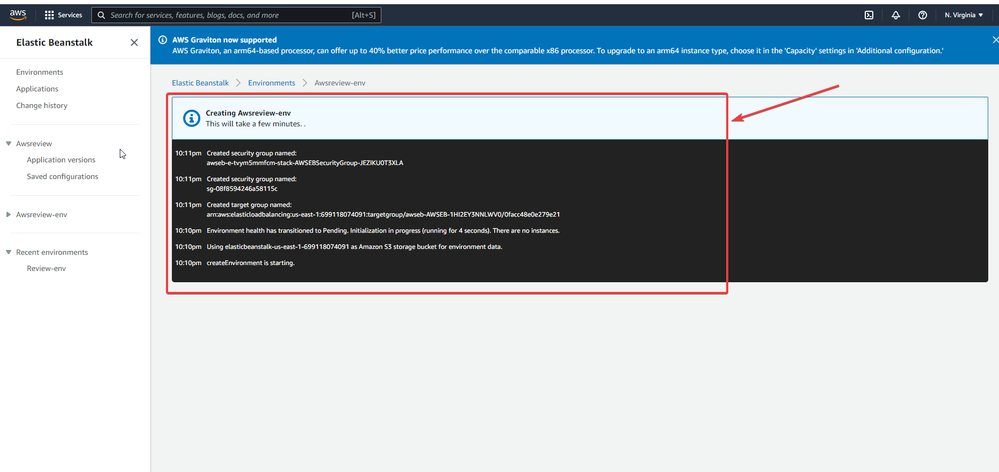 aws
Services
Search for services, features, blogs, docs, and more
[Alt+S]
N. Virginia
Elastic Beanstalk
Environments
Applications
Change history
Awsreview
Application versions
Saved configurations
Awsreview-env
Recent environments
Review-env
AWS Graviton now supported
AWS Graviton, an arm64-based processor, can offer up to 40% better price performance over the comparable x86 processor. To upgrade to an arm64 instance type, choose it in the 'Capacity' settings in 'Additional configuration.'
Elastic Beanstalk Environments Awsreview-env
Creating Awsreview-env
This will take a few minutes. .
10:11pm Created security group named:
awseb-e-tvym5mmfcm-stack-AWSEBSecurityGroup-JEZIKU0T3XLA
10:11pm Created security group named:
sg-08f8594246a58115c
10:11pm Created target group named:
arn:aws:elasticloadbalancing:us-east-1:699118074091:targetgroup/awseb-AWSEB-1HI2EY3NNLWV0/0facc48e0e279e21
10:10pm Environment health has transitioned to Pending. Initialization in progress (running for 4 seconds). There are no instances.
10:10pm Using elasticbeanstalk-us-east-1-699118074091 as Amazon S3 storage bucket for environment data.
10:10pm createEnvironment is starting.